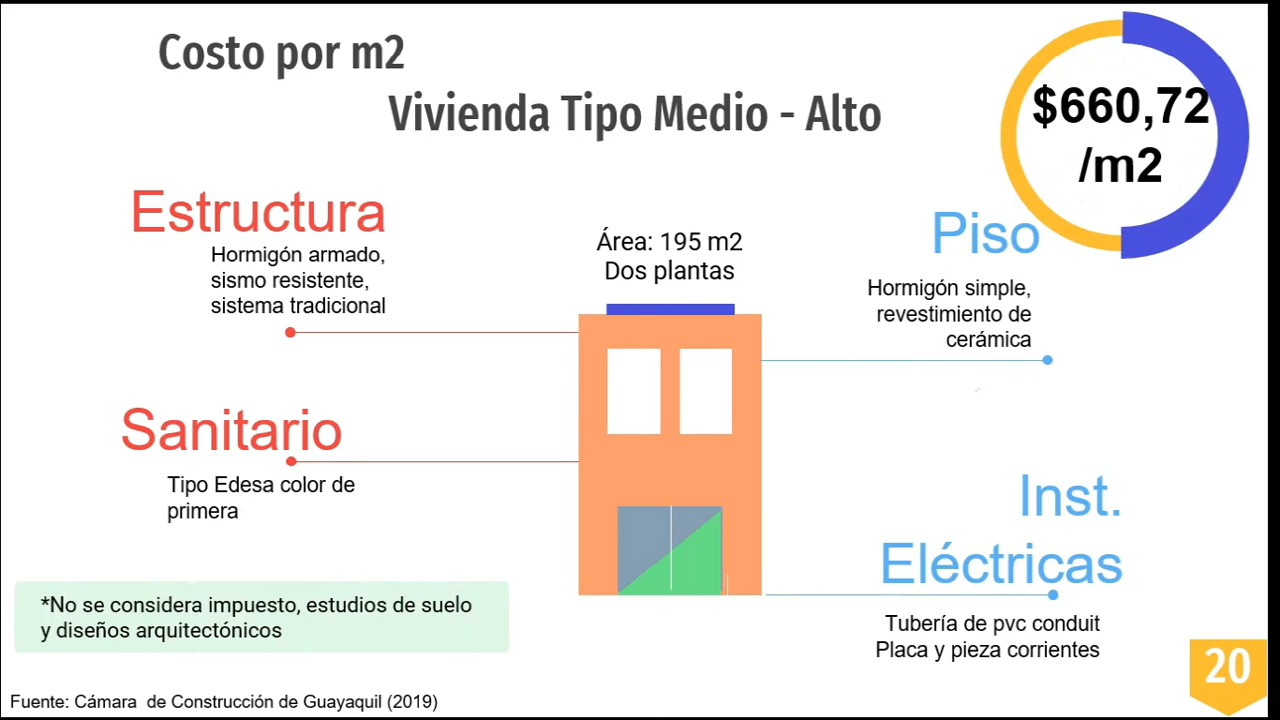 Costo por m2
Vivienda Tipo Medio - Alto
$660,72
/m2
Estructura
Hormigón armado,
sismo resistente,
sistema tradicional
Área: 195 m2
Dos plantas
Piso
Hormigón simple,
revestimiento de
cerámica
Sanitario
Tipo Edesa color de
primera
Inst.
Eléctricas
Tubería de pvc conduit
Placa y pieza corrientes
*No se considera impuesto, estudios de suelo
y diseños arquitectónicos
20
Fuente: Cámara de Construcción de Guayaquil (2019)